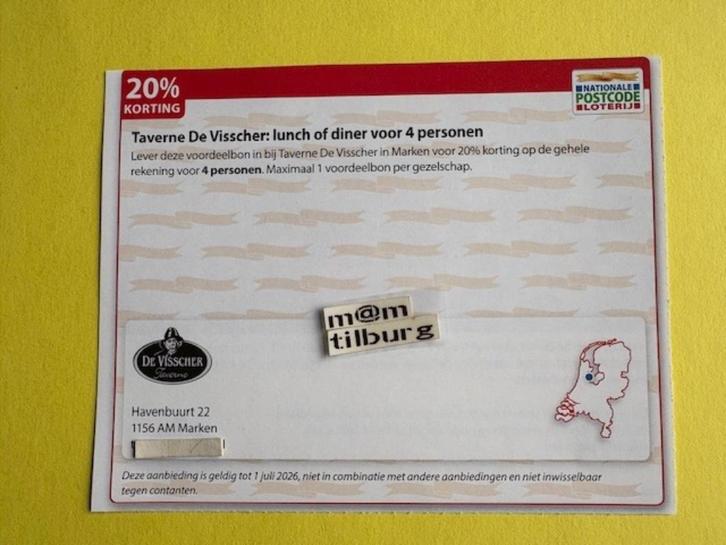 20%
KORTING
NATIONALE
POSTCODE
LOTERIJ
Taverne De Visscher: lunch of diner voor 4 personen
Lever deze voordeelbon in bij Taverne De Visscher in Marken voor 20% korting op de gehele
rekening voor 4 personen. Maximaal 1 voordeelbon per gezelschap.
m@m
tilburg
DE VISSCHER
Taverne
Havenbuurt 22
1156 AM Marken
Deze aanbieding is geldig tot 1 juli 2026, niet in combinatie met andere aanbiedingen en niet inwisselbaar
tegen contanten.